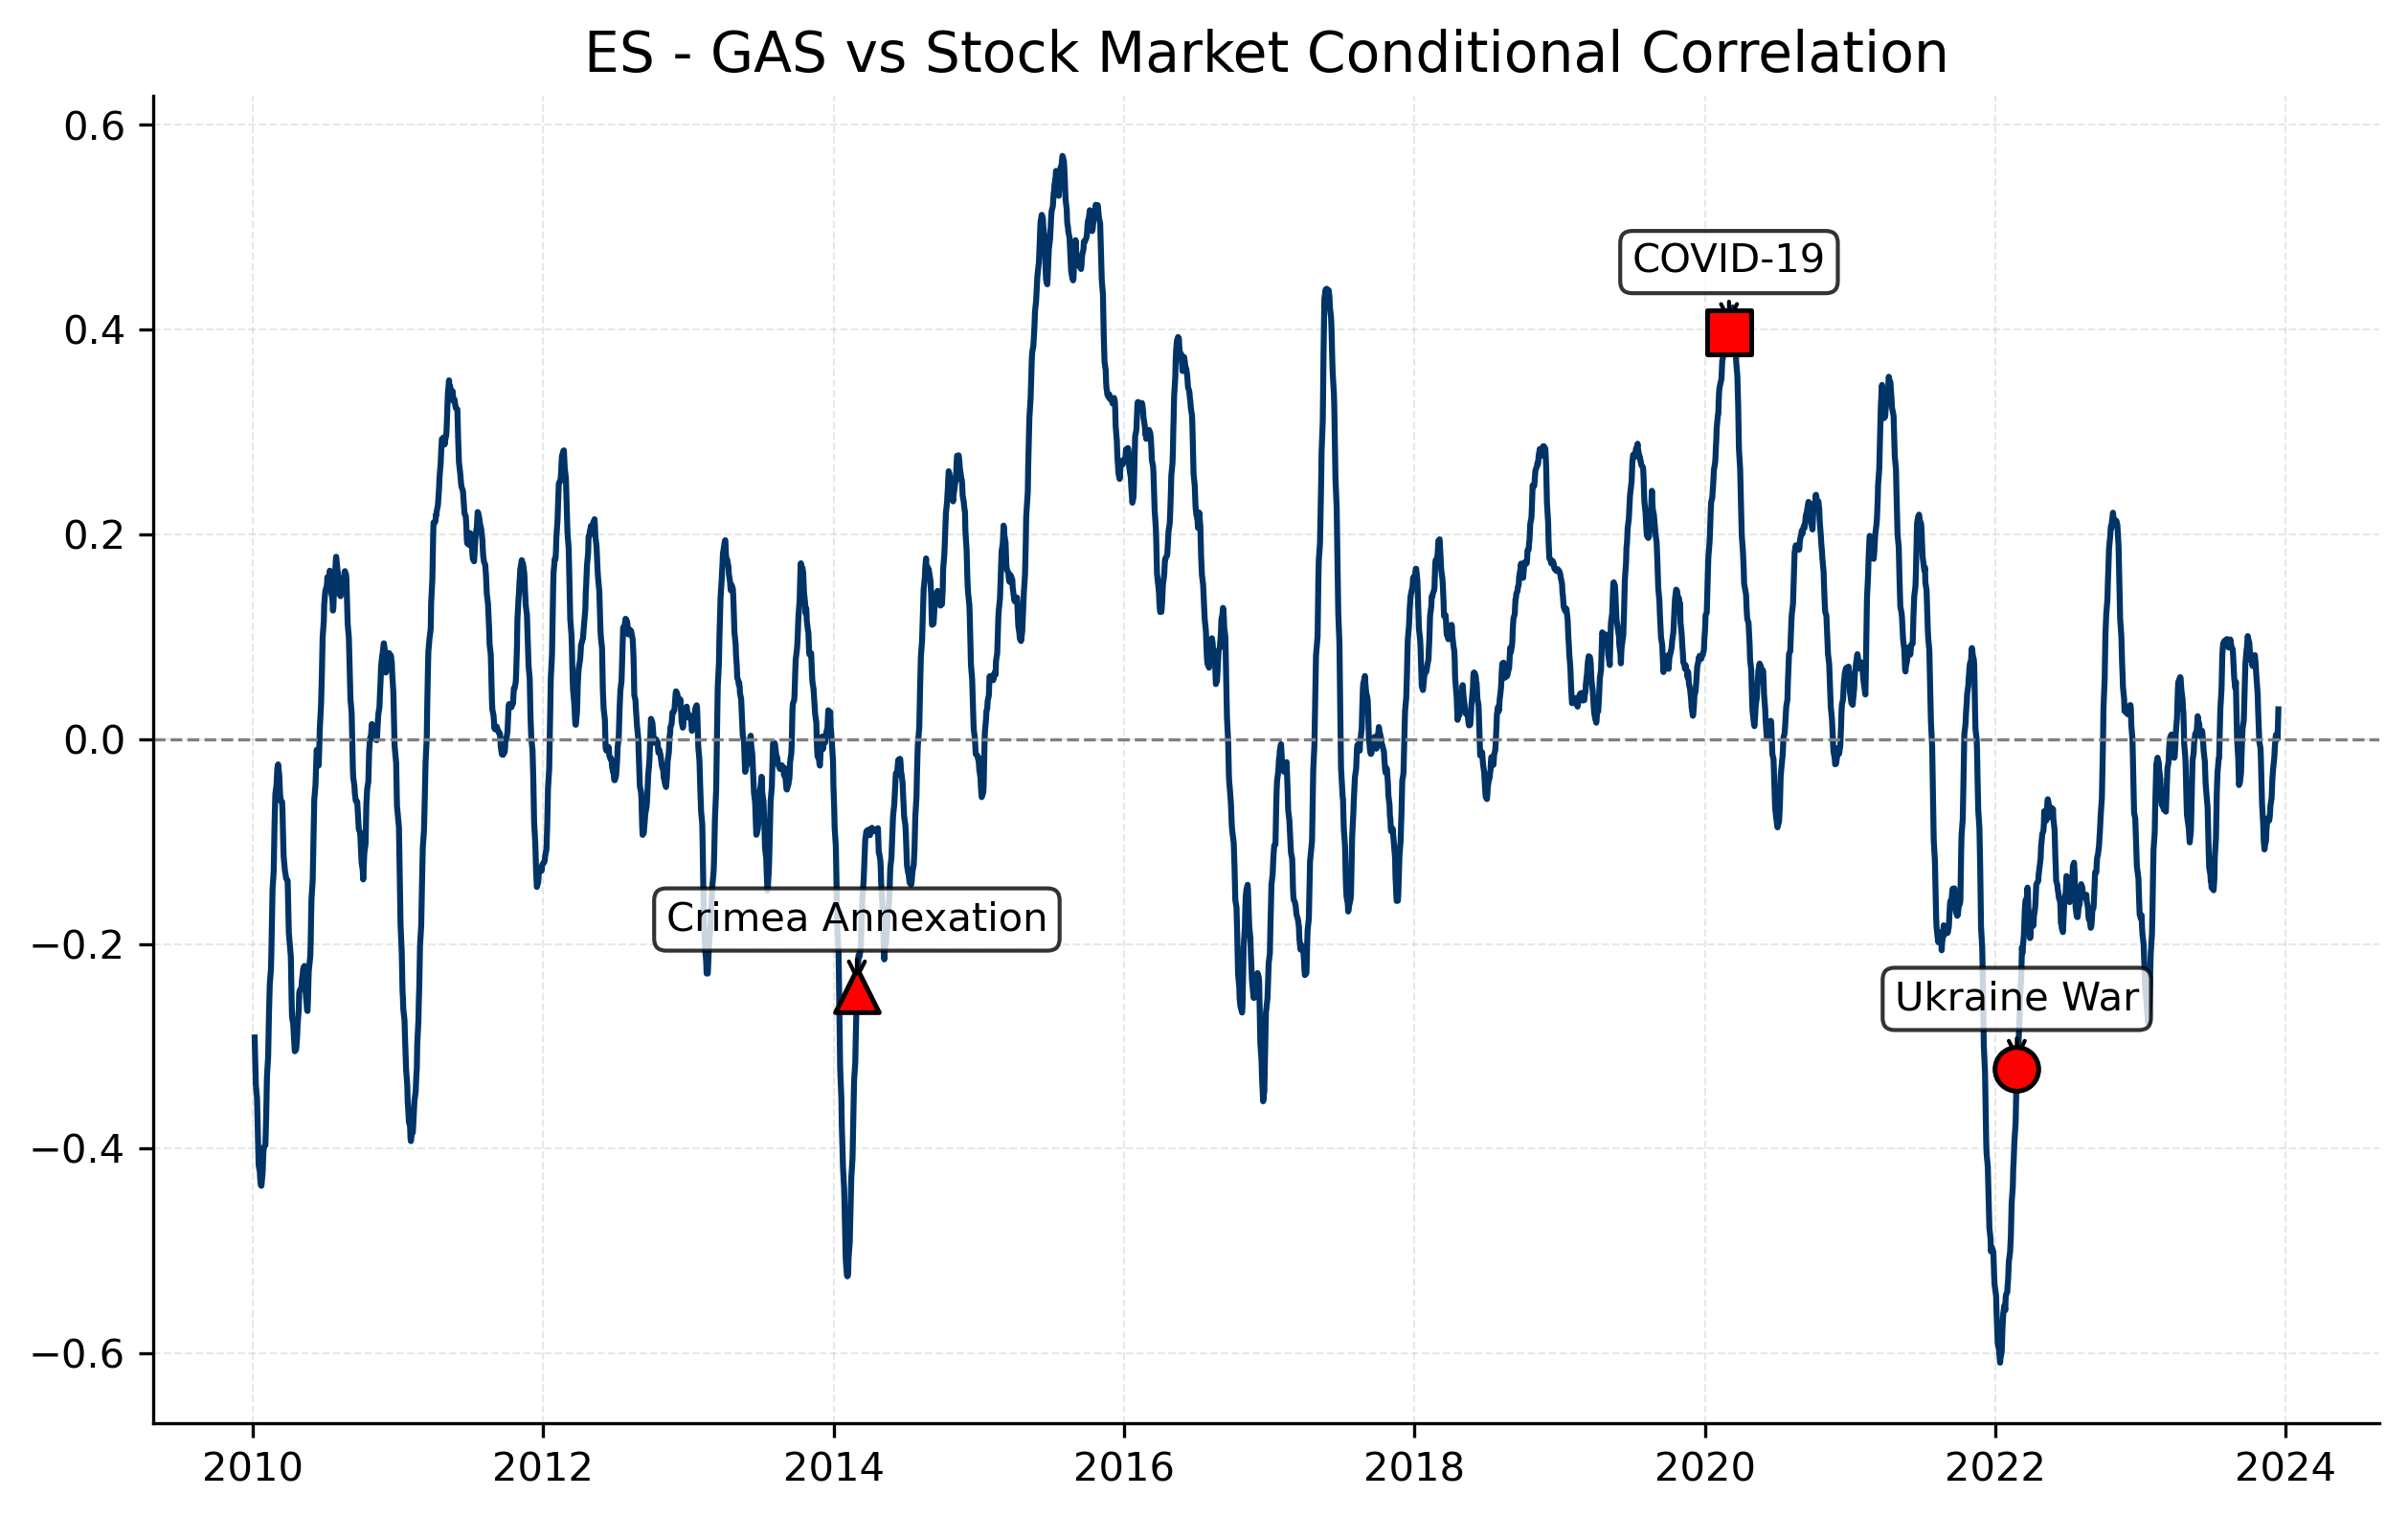 ES - GAS vs Stock Market Conditional Correlation
0.6
0.4
0.2
0.0
−0.2
−0.4
−0.6
COVID-19
Crimea Annexation
Ukraine War
2010 2012 2014 2016 2018 2020 2022 2024